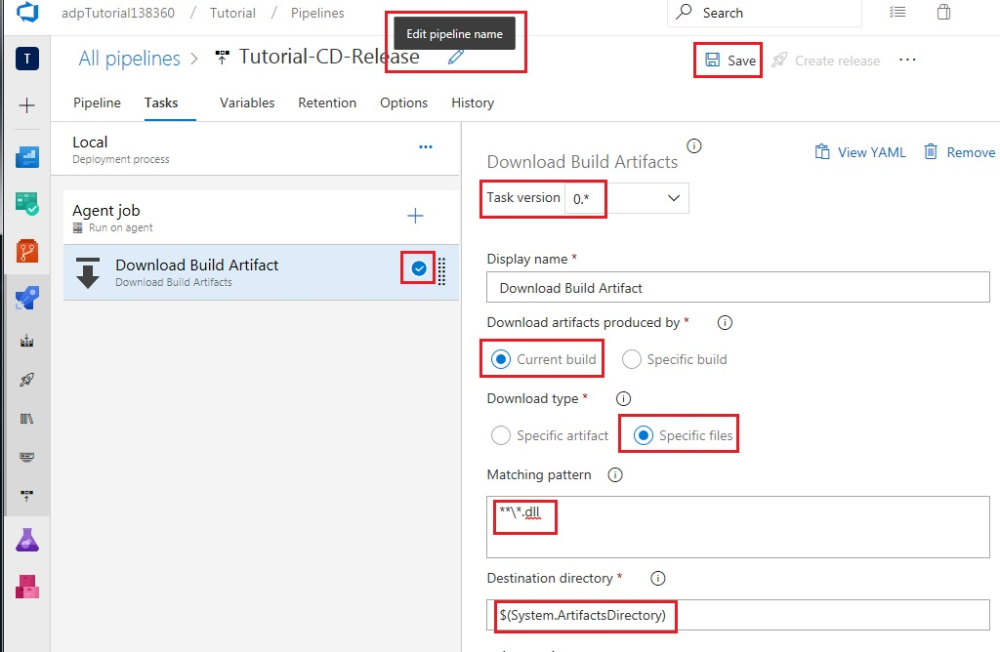 adpTutorial138360 / Tutorial / Pipelines
Search
Edit pipeline name
T
All pipelines > Tutorial-CD-Release
Save
Create release
Pipeline Tasks Variables Retention Options History
Local
Deployment process
Agent job
Run on agent
Download Build Artifact
Download Build Artifacts
Download Build Artifacts
View YAML
Remove
Task version 0.*
Display name *
Download Build Artifact
Download artifacts produced by *
Current build Specific build
Download type *
Specific artifact Specific files
Matching pattern
**\*.dll
Destination directory *
$(System.ArtifactsDirectory)